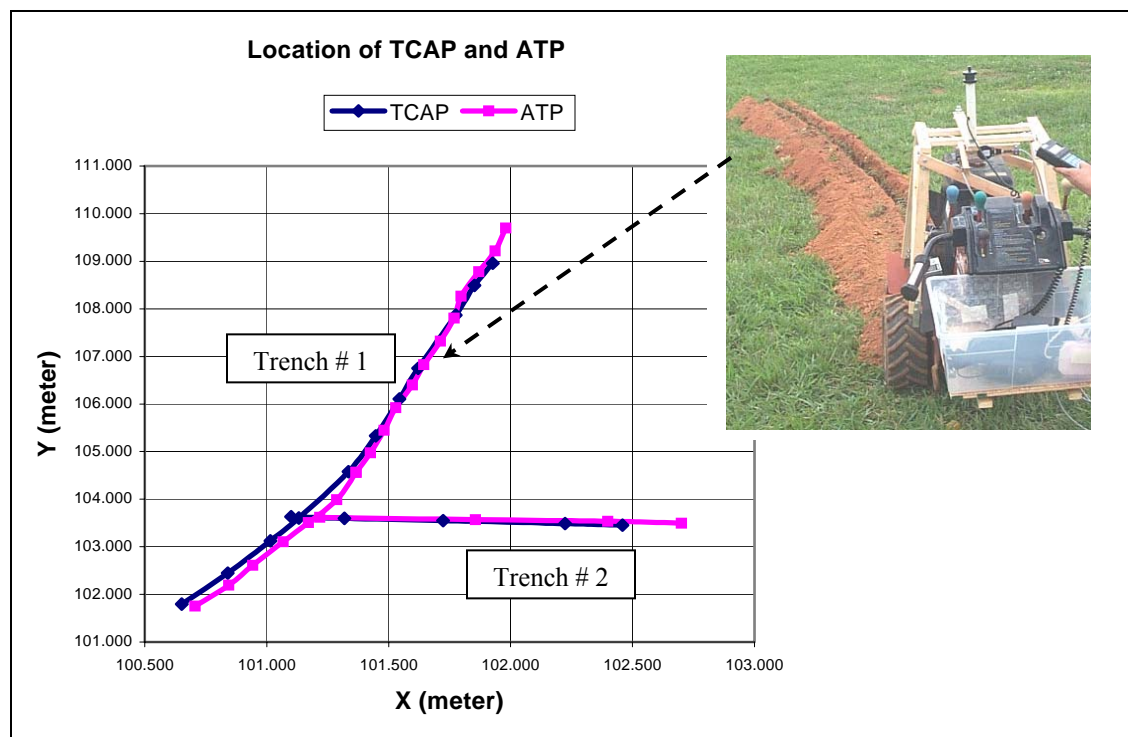 Location of TCAP and ATP
TCAP ATP
111.000
110.000
109.000
108.000
107.000
106.000
105.000
104.000
103.000
102.000
101.000
Y (meter)
Trench # 1
Trench # 2
100.500 101.000 101.500 102.000 102.500 103.000
X (meter)